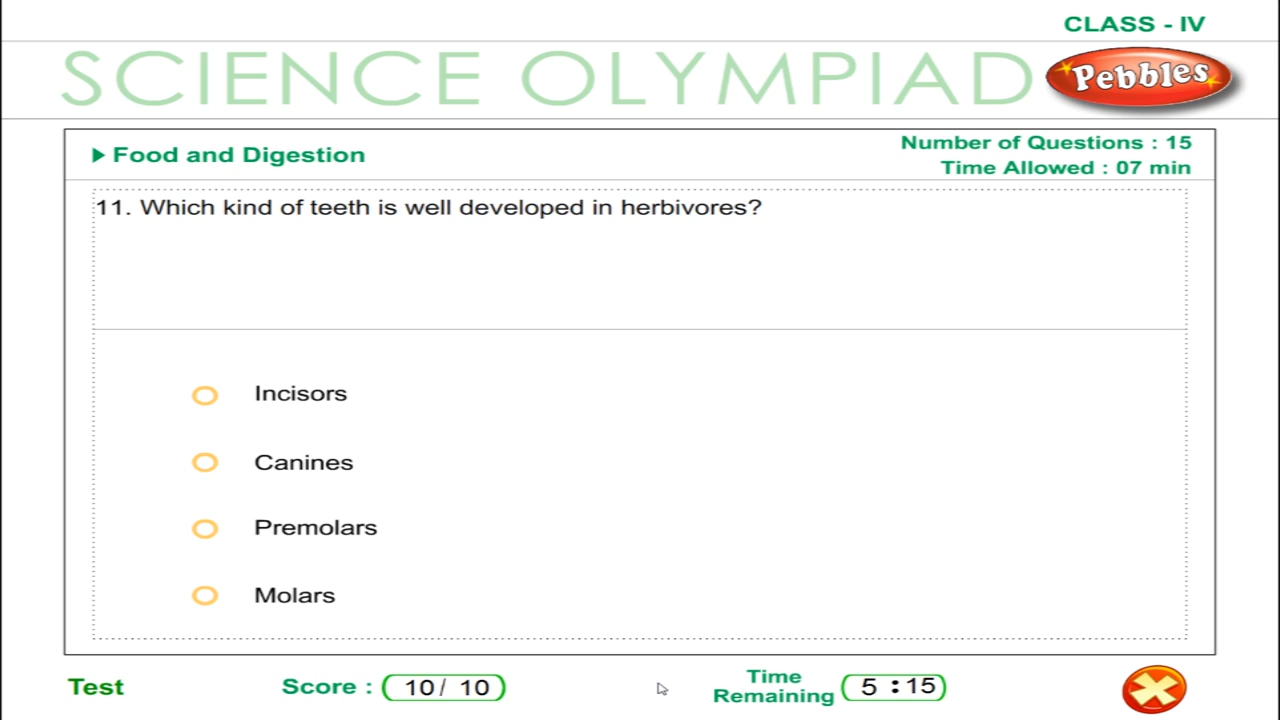 CLASS - IV
SCIENCE OLYMPIAD
Pebbles
Food and Digestion
Number of Questions : 15
Time Allowed : 07 min
11. Which kind of teeth is well developed in herbivores?
Incisors
Canines
Premolars
Molars
Test
Score : 10 / 10
Time Remaining 5 : 15